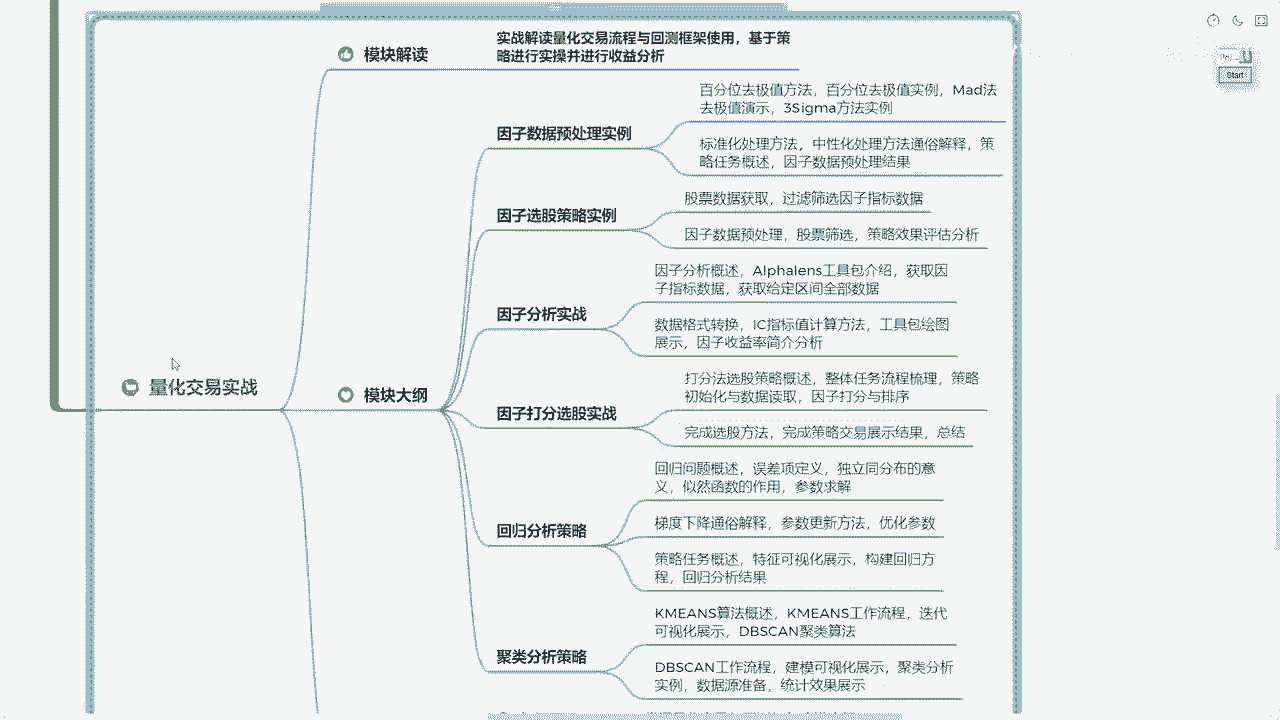 模块解读
实战解读量化交易流程与回测框架使用，基于策
略进行实操并进行收益分析
百分位去极值方法，百分位去极值实例，Mad法
去极值演示，3Sigma方法实例
因子数据预处理实例
标准化处理方法，中性化处理方法通俗解释，策
略任务概述，因子数据预处理结果
股票数据获取，过滤筛选因子指标数据
因子选股策略实例
因子数据预处理，股票筛选，策略效果评估分析
因子分析概述，Alphalens工具包介绍，获取因
子指标数据，获取给定区间全部数据
因子分析实战
数据格式转换，IC指标值计算方法，工具包绘图
展示，因子收益率简介分析
量化交易实战
模块大纲
打分法选股策略概述，整体任务流程梳理，策略
初始化与数据读取，因子打分与排序
因子打分选股实战
完成选股方法，完成策略交易展示结果，总结
回归问题概述，误差项定义，独立同分布的意
义，似然函数的作用，参数求解
回归分析策略
梯度下降通俗解释，参数更新方法，优化参数
策略任务概述，特征可视化展示，构建回归方
程，回归分析结果
KMEANS算法概述，KMEANS工作流程，迭代
可视化展示，DBSCAN聚类算法
聚类分析策略
DBSCAN工作流程，建模可视化展示，聚类分析
实例，数据源准备，统计效果展示
Start